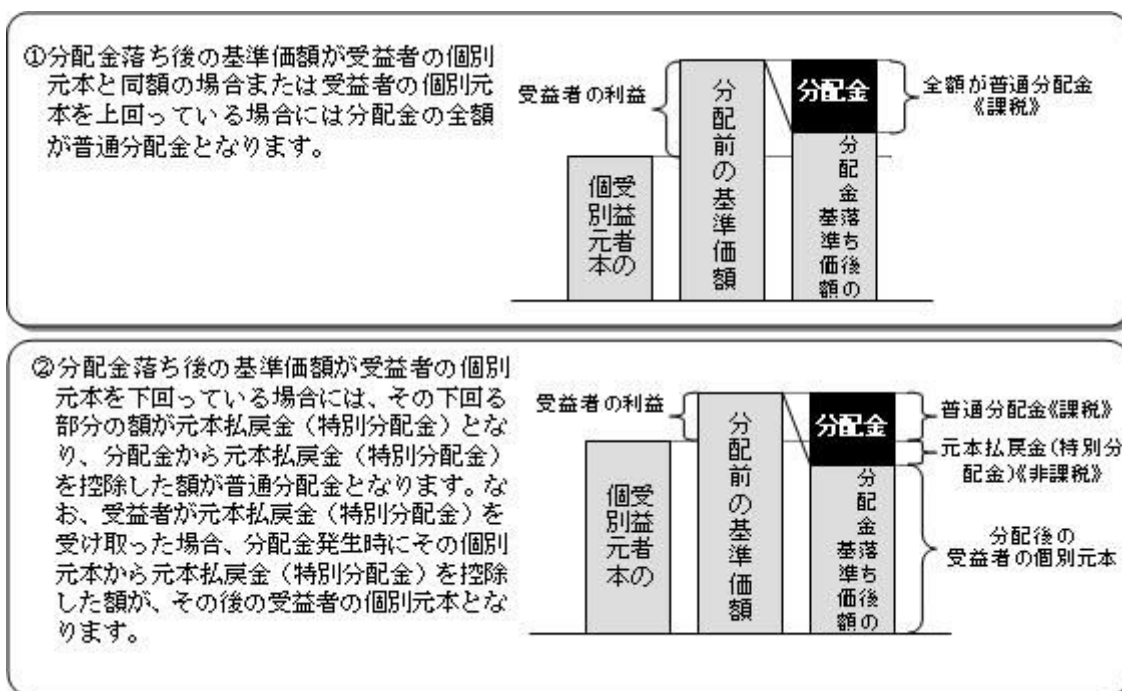 ①分配金落ち後の基準価額が受益者の個別
元本と同額の場合または受益者の個別元
本を上回っている場合には分配金の全額
が普通分配金となります。
受益者の利益
受益者の
個別元本
分配前の基準価額
分配金
分配金落ち後の
基準価額
全額が普通分配金
《課税》
②分配金落ち後の基準価額が受益者の個別
元本を下回っている場合には、その下回る
部分の額が元本払戻金（特別分配金）とな
り、分配金から元本払戻金（特別分配金）
を控除した額が普通分配金となります。な
お、受益者が元本払戻金（特別分配金）を
受け取った場合、分配金発生時にその個別
元本から元本払戻金（特別分配金）を控除
した額が、その後の受益者の個別元本とな
ります。
受益者の利益
受益者の
個別元本
分配前の基準価額
分配金
分配金落ち後の
基準価額
普通分配金《課税》
元本払戻金(特別分
配金)《非課税》
分配後の
受益者の個別元本